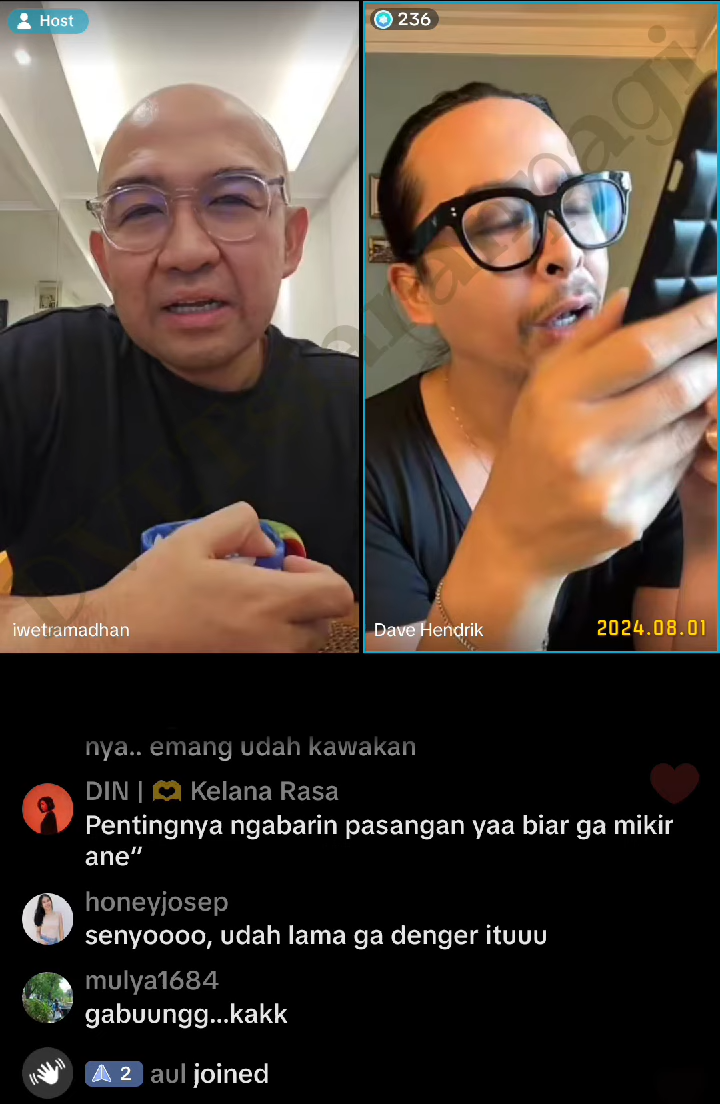 Host
236
iwetramadhan
Dave Hendrik
2024.08.01
nya.. emang udah kawakan
DIN | 🫶 Kelana Rasa
Pentingnya ngabarin pasangan yaa biar ga mikir
ane“
honeyjosep
senyoooo, udah lama ga denger ituuu
mulya1684
gabuungg...kakk
2 aul joined